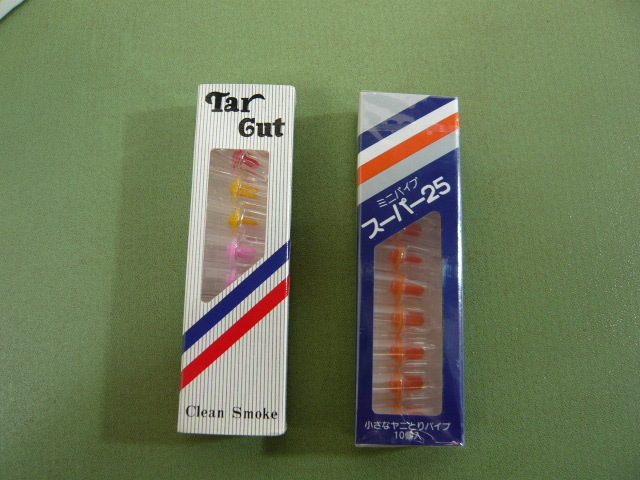 Tar
Cut
Clean Smoke
ミニパイプ
スーパー25
小さなヤニとりパイプ
10個入